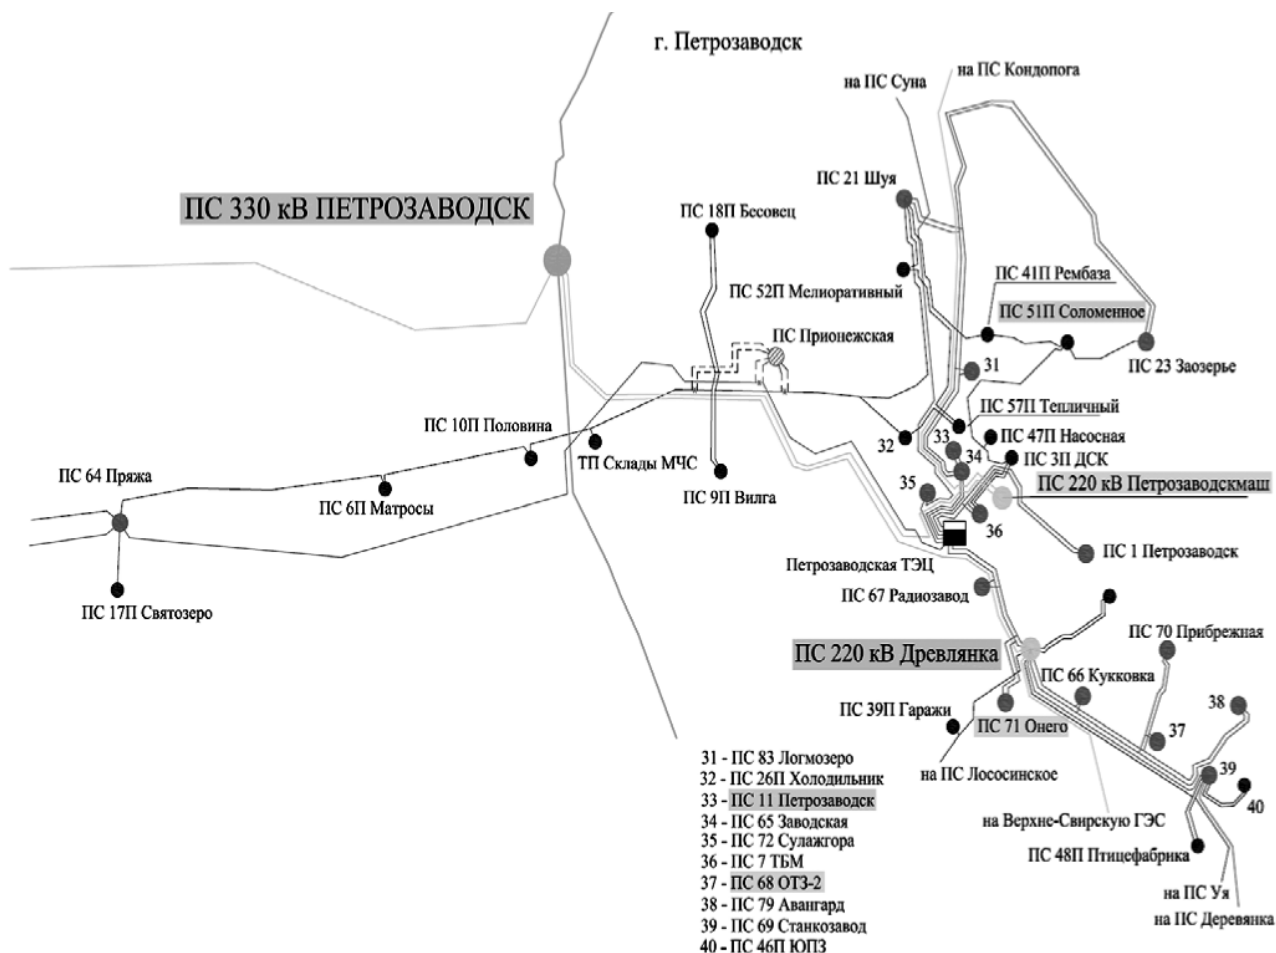 г. Петрозаводск
на ПС Кондопога
на ПС Суна
ПС 21 Шуя
ПС 330 кВ ПЕТРОЗАВОДСК
ПС 18П Бесовец
ПС 41П Рембаза
ПС 52П Мелиоративный
ПС 51П Соломенное
ПС Прионежская
31
ПС 23 Заозерье
ПС 57П Тепличный
ПС 10П Половина
33
ПС 47П Насосная
32
34
ПС 3П ДСК
ТП Склады МЧС
ПС 64 Пряжа
35
ПС 220 кВ Петрозаводскмаш
ПС 9П Вилга
ПС 6П Матросы
36
ПС 1 Петрозаводск
Петрозаводская ТЭЦ
ПС 67 Радиозавод
ПС 17П Святозеро
ПС 70 Прибрежная
ПС 220 кВ Древлянка
ПС 66 Кукковка
38
ПС 39П Гаражи
ПС 71 Онего
37
на ПС Лососинское
39
40
на Верхне-Свирскую ГЭС
ПС 48П Птицефабрика
на ПС Уя
на ПС Деревянка
31 - ПС 83 Логмозеро
32 - ПС 26П Холодильник
33 - ПС 11 Петрозаводск
34 - ПС 65 Заводская
35 - ПС 72 Сулажгора
36 - ПС 7 ТБМ
37 - ПС 68 ОТЗ-2
38 - ПС 79 Авангард
39 - ПС 69 Станкозавод
40 - ПС 46П ЮПЗ